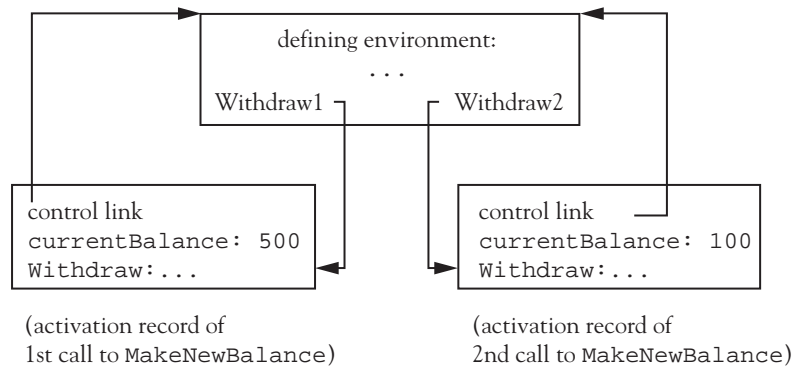 defining environment:
. . .
Withdraw1 Withdraw2
control link
currentBalance: 500
Withdraw:...
(activation record of
1st call to MakeNewBalance)
control link
currentBalance: 100
Withdraw:...
(activation record of
2nd call to MakeNewBalance)